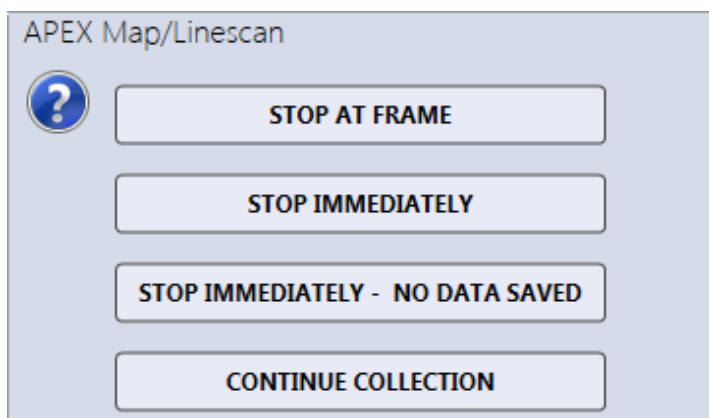 APEX Map/Linescan
?
STOP AT FRAME
STOP IMMEDIATELY
STOP IMMEDIATELY - NO DATA SAVED
CONTINUE COLLECTION